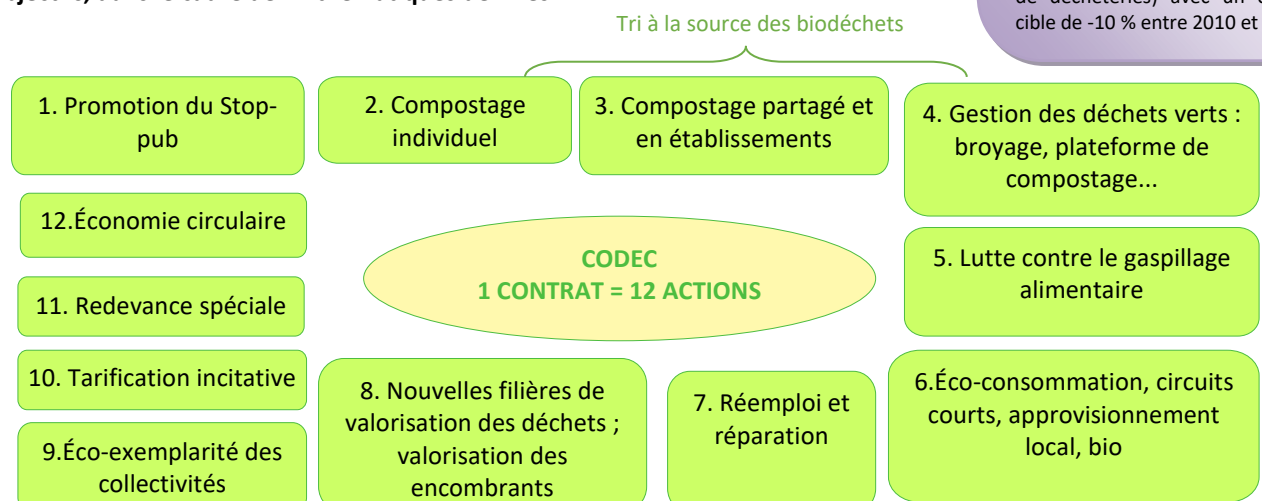 Tri à la source des biodéchets
cible de -10 % entre 2010 et
1. Promotion du Stop-
pub
2. Compostage
individuel
3. Compostage partagé et
en établissements
4. Gestion des déchets verts :
broyage, plateforme de
compostage...
12.Économie circulaire
CODEC
1 CONTRAT = 12 ACTIONS
5. Lutte contre le gaspillage
alimentaire
11. Redevance spéciale
10. Tarification incitative
8. Nouvelles filières de
valorisation des déchets ;
valorisation des
encombrants
7. Réemploi et
réparation
6.Éco-consommation, circuits
courts, approvisionnement
local, bio
9.Éco-exemplarité des
collectivités